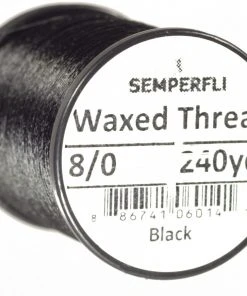 SEMPERFLI
Waxed Threa
8/0 240y
8 86741 06014
Black